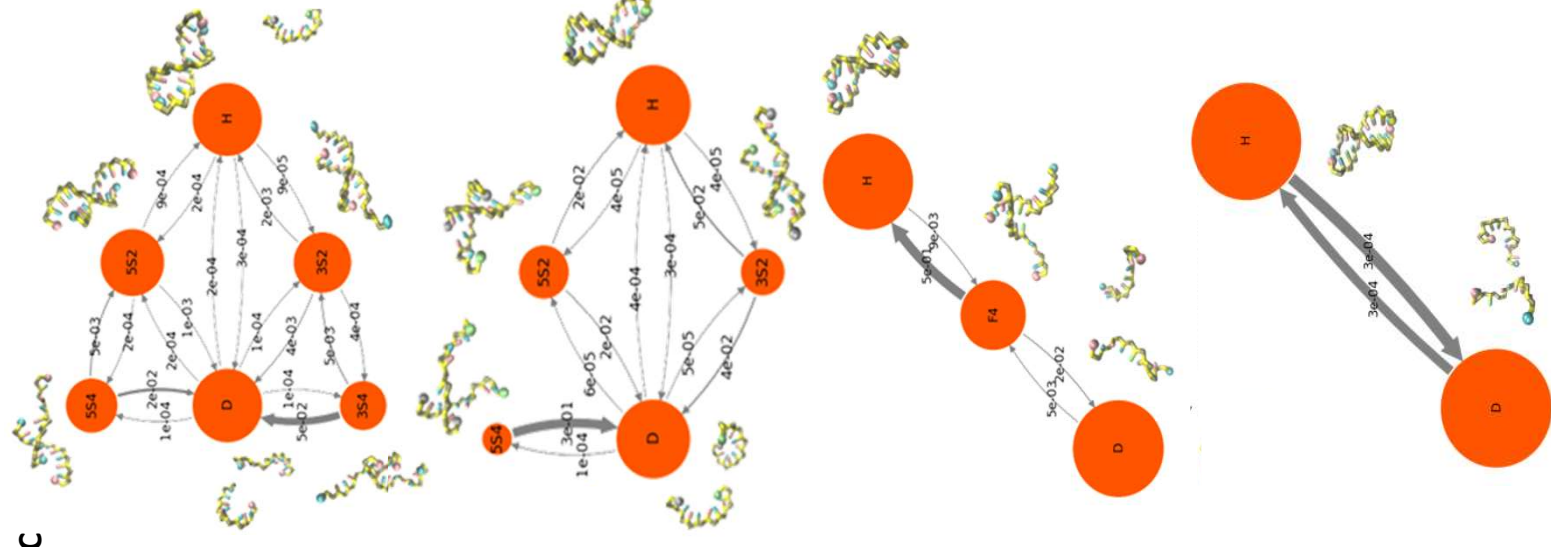 C
H
9e-04
2e-04
9e-05
2e-03
5S2
3S2
2e-04
3e-04
5e-03
2e-04
1e-03
2e-04
1e-04
4e-03
5e-03
4e-04
5S4
D
3S4
2e-02
1e-04
1e-04
5e-02
H
2e-02
4e-05
4e-05
5e-02
5S2
3S2
4e-04
3e-04
6e-05
2e-02
5e-05
4e-02
5S4
D
3e-01
1e-04
H
9e-03
5e-01
F4
2e-02
5e-03
D
H
3e-04
3e-04
D